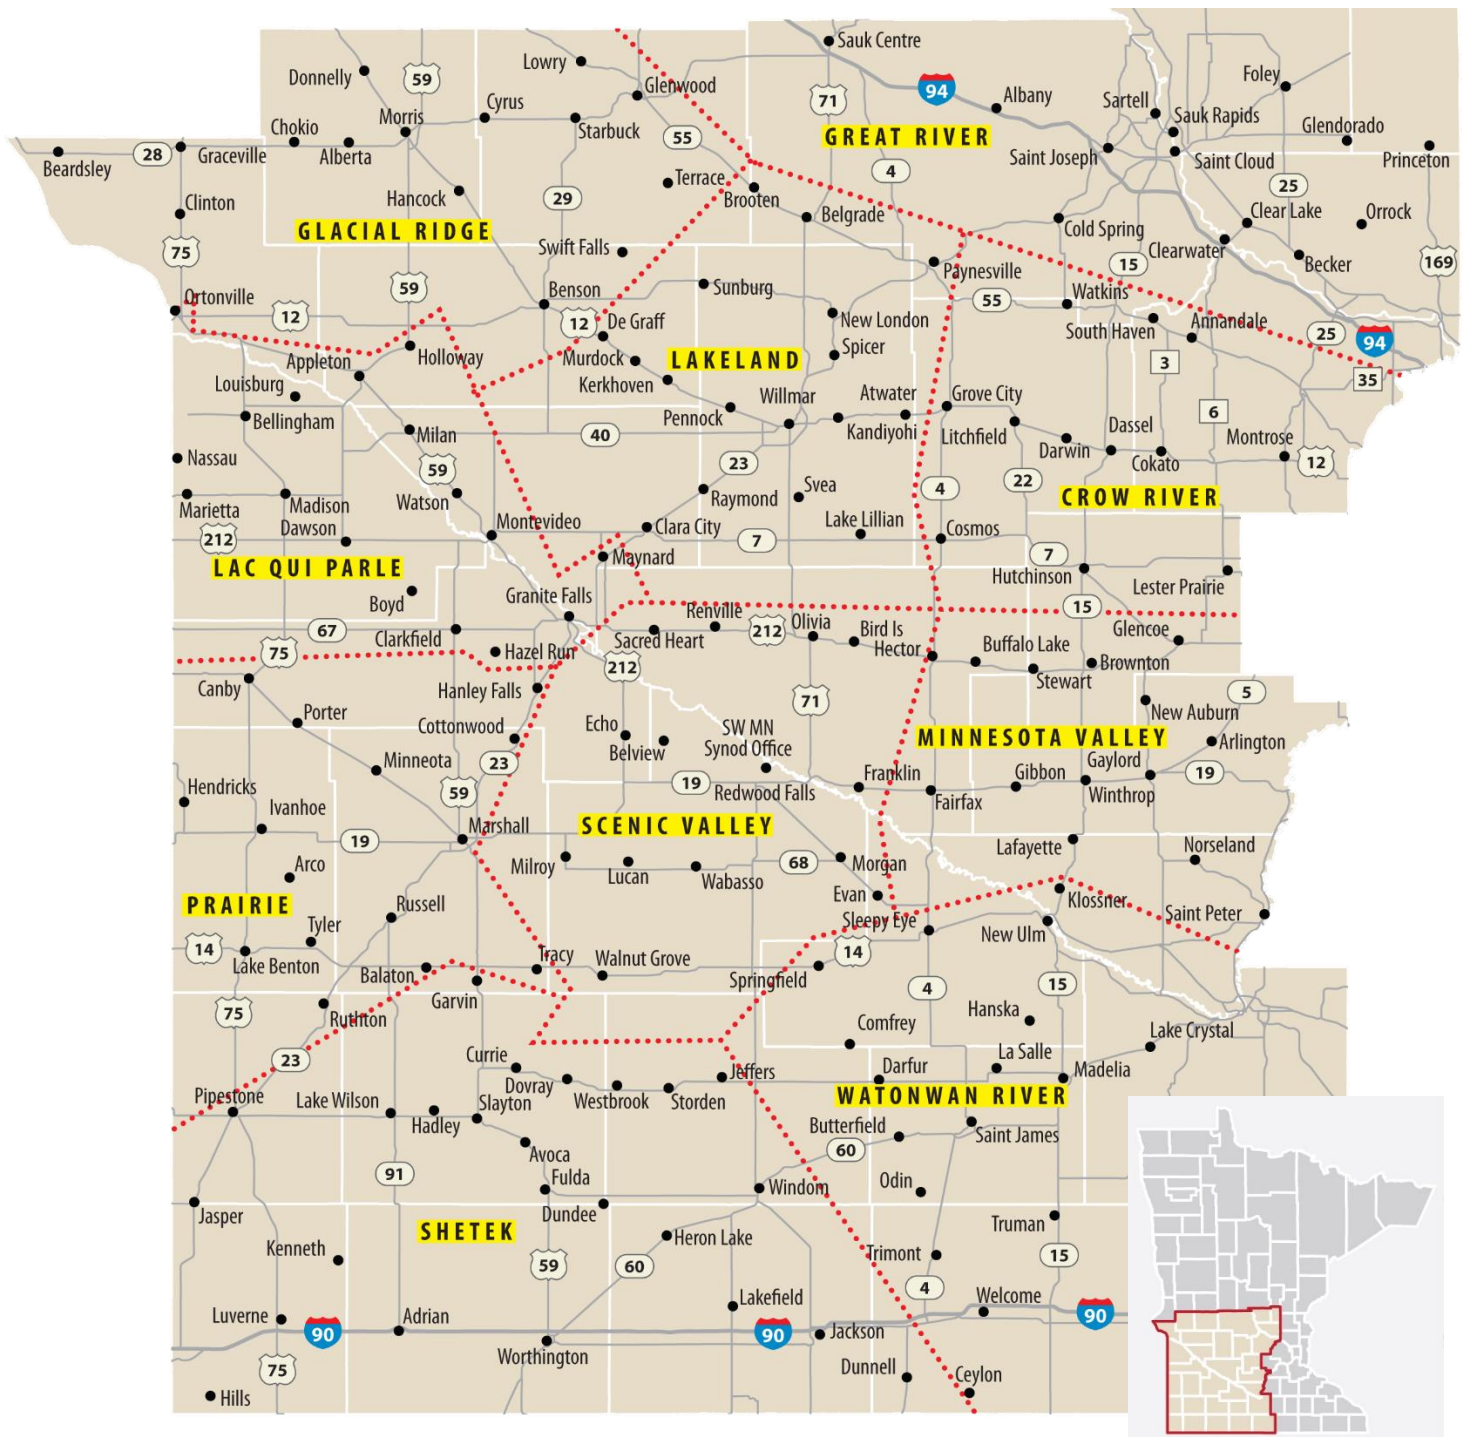 Sauk Centre
Lowry
Donnelly
59
Glenwood
71
94
Albany
Foley
Sartell
Sauk Rapids
Cyrus
Morris
Starbuck
55
GREAT RIVER
Chokio
Alberta
Glendorado
Beardsley
28
Graceville
Saint Joseph
Saint Cloud
Princeton
4
Terrace
25
Hancock
29
Brooten
Clinton
Belgrade
Clear Lake
Orrock
GLACIAL RIDGE
Cold Spring
Swift Falls
Clearwater
75
15
Becker
169
Paynesville
59
Benson
Sunburg
Ortonville
55
Watkins
12
12
De Graff
New London
South Haven
Annandale
25
94
Appleton
Holloway
Murdock
LAKELAND
Spicer
3
Louisburg
Kerkhoven
35
Willmar
Atwater
Grove City
Bellingham
Pennock
Kandiyohi
6
Milan
40
Litchfield
Darwin
Dassel
Montrose
Nassau
59
23
Cokato
12
Marietta
Madison
Watson
Raymond
Svea
4
22
CROW RIVER
Dawson
Montevideo
Clara City
Lake Lillian
Cosmos
212
7
7
Maynard
LAC QUI PARLE
Hutchinson
Lester Prairie
Boyd
Granite Falls
15
67
Clarkfield
Sacred Heart
Renville
212
Olivia
Bird Is
Hector
Glencoe
75
Hazel Run
Buffalo Lake
Brownton
212
Stewart
Canby
Hanley Falls
5
71
Porter
New Auburn
Cottonwood
Echo
SW MN
Synod Office
Belview
MINNESOTA VALLEY
Arlington
Minneota
23
Gaylord
19
Franklin
Gibbon
19
Hendricks
59
Redwood Falls
Fairfax
Winthrop
Ivanhoe
Marshall
SCENIC VALLEY
19
Lafayette
Norseland
Milroy
68
Morgan
Arco
Lucan
Wabasso
PRAIRIE
Evan
Klossner
Russell
Sleepy Eye
Saint Peter
Tyler
New Ulm
14
14
Tracy
Walnut Grove
Lake Benton
Balaton
Springfield
Garvin
4
15
75
Ruthton
Hanska
Comfrey
Lake Crystal
23
Currie
La Salle
Jeffers
Darfur
Madelia
Dovray
Westbrook
Storden
WATONWAN RIVER
Pipestone
Lake Wilson
Slayton
Hadley
Butterfield
Saint James
Avoca
60
91
Fulda
Windom
Odin
Jasper
Dundee
Truman
SHETEK
Heron Lake
Kenneth
Trimont
59
60
15
4
Lakefield
Welcome
Luverne
Adrian
90
90
90
Jackson
Worthington
75
Dunnell
Ceylon
Hills